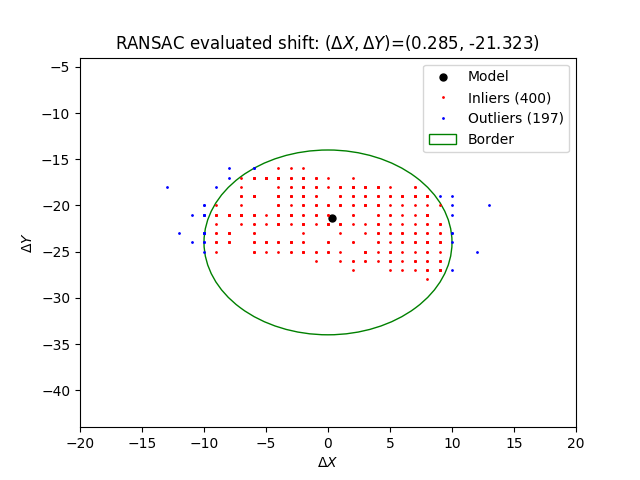 RANSAC evaluated shift: (ΔX, ΔY)=(0.285, -21.323)
Model
Inliers (400)
Outliers (197)
Border
−5
−10
−15
−20
−25
−30
−35
−40
ΔY
−20 −15 −10 −5 0 5 10 15 20
ΔX